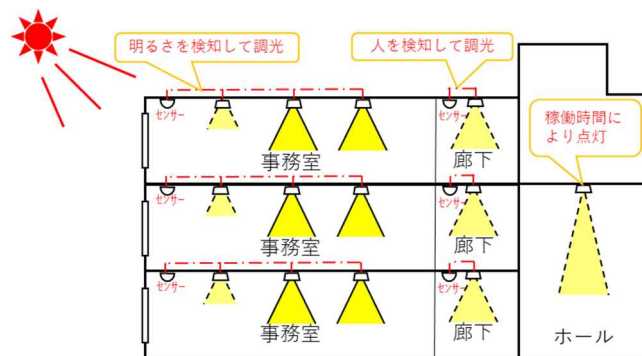 明るさを検知して調光
人を検知して調光
稼働時間に
より点灯
センサー
センサー
事務室
廊下
センサー
センサー
事務室
廊下
センサー
センサー
事務室
廊下
ホール